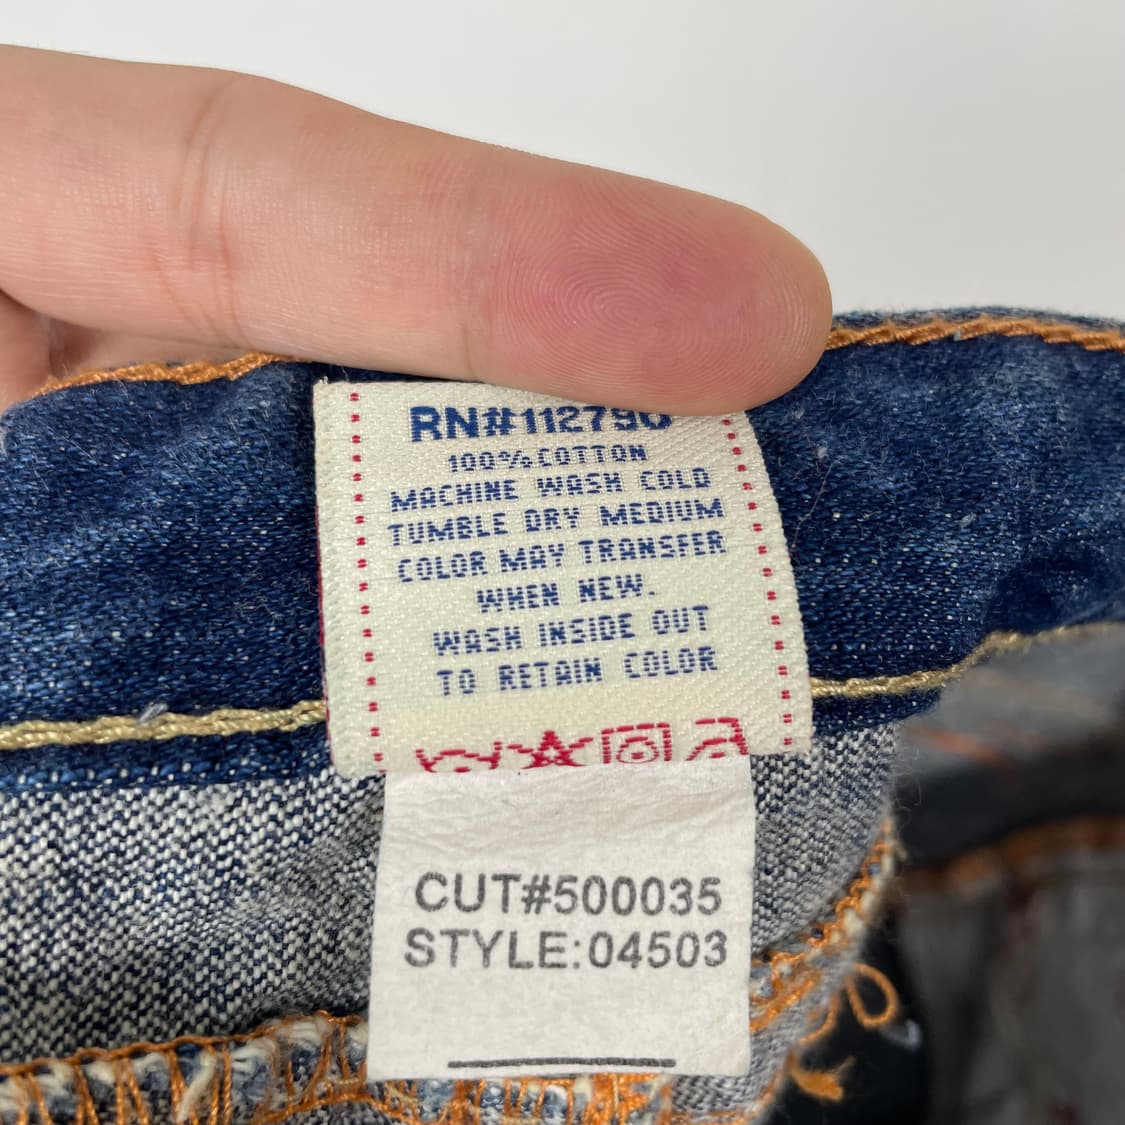 RN#112790
100% COTTON
MACHINE WASH COLD
TUMBLE DRY MEDIUM
COLOR MAY TRANSFER
WHEN NEW.
WASH INSIDE OUT
TO RETAIN COLOR
CUT#500035
STYLE:04503